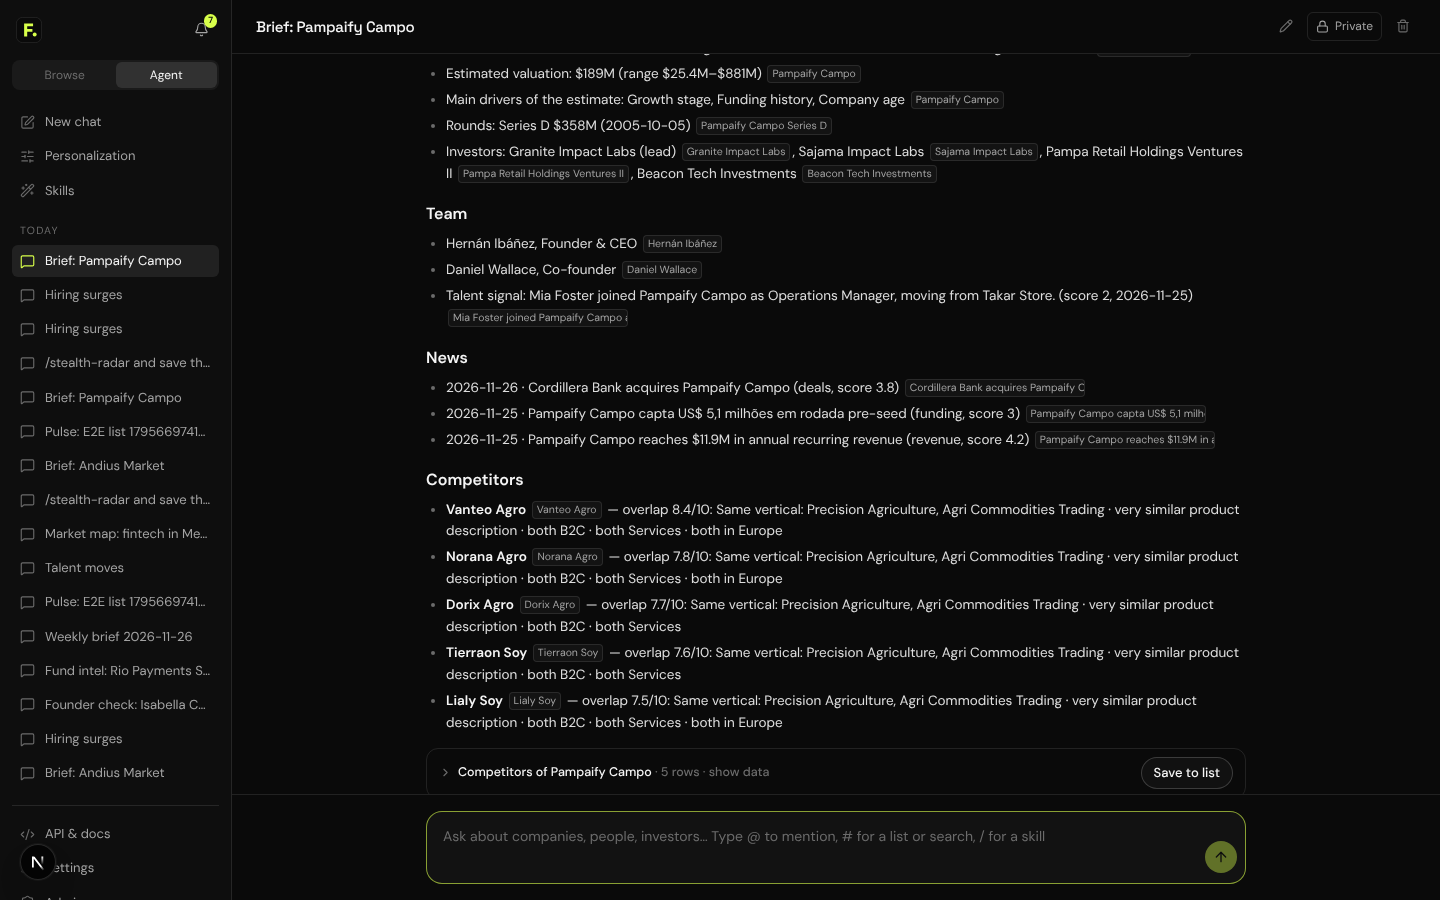 F.
7
Browse
Agent
New chat
Personalization
Skills
TODAY
Brief: Pampaify Campo
Hiring surges
Hiring surges
/stealth-radar and save th...
Brief: Pampaify Campo
Pulse: E2E list 1795669741...
Brief: Andius Market
/stealth-radar and save th...
Market map: fintech in Me...
Talent moves
Pulse: E2E list 1795669741...
Weekly brief 2026-11-26
Fund intel: Rio Payments S...
Founder check: Isabella C...
Hiring surges
Brief: Andius Market
API & docs
N
ettings
Brief: Pampaify Campo
Private
Estimated valuation: $189M (range $25.4M–$881M) Pampaify Campo
Main drivers of the estimate: Growth stage, Funding history, Company age Pampaify Campo
Rounds: Series D $358M (2005-10-05) Pampaify Campo Series D
Investors: Granite Impact Labs (lead) Granite Impact Labs , Sajama Impact Labs Sajama Impact Labs , Pampa Retail Holdings Ventures
II Pampa Retail Holdings Ventures II , Beacon Tech Investments Beacon Tech Investments
Team
Hernán Ibáñez, Founder & CEO Hernán Ibáñez
Daniel Wallace, Co-founder Daniel Wallace
Talent signal: Mia Foster joined Pampaify Campo as Operations Manager, moving from Takar Store. (score 2, 2026-11-25)
Mia Foster joined Pampaify Campo
News
2026-11-26 · Cordillera Bank acquires Pampaify Campo (deals, score 3.8) Cordillera Bank acquires Pampaify C
2026-11-25 · Pampaify Campo capta US$ 5,1 milhões em rodada pre-seed (funding, score 3) Pampaify Campo capta US$ 5,1 milh
2026-11-25 · Pampaify Campo reaches $11.9M in annual recurring revenue (revenue, score 4.2) Pampaify Campo reaches $11.9M in a
Competitors
Vanteo Agro Vanteo Agro — overlap 8.4/10: Same vertical: Precision Agriculture, Agri Commodities Trading · very similar product
description · both B2C · both Services · both in Europe
Norana Agro Norana Agro — overlap 7.8/10: Same vertical: Precision Agriculture, Agri Commodities Trading · very similar product
description · both B2C · both Services · both in Europe
Dorix Agro Dorix Agro — overlap 7.7/10: Same vertical: Precision Agriculture, Agri Commodities Trading · very similar product
description · both B2C · both Services
Tierraon Soy Tierraon Soy — overlap 7.6/10: Same vertical: Precision Agriculture, Agri Commodities Trading · very similar product
description · both B2C · both Services
Lialy Soy Lialy Soy — overlap 7.5/10: Same vertical: Precision Agriculture, Agri Commodities Trading · very similar product
description · both B2C · both Services · both in Europe
Competitors of Pampaify Campo · 5 rows · show data
Save to list
Ask about companies, people, investors... Type @ to mention, # for a list or search, / for a skill